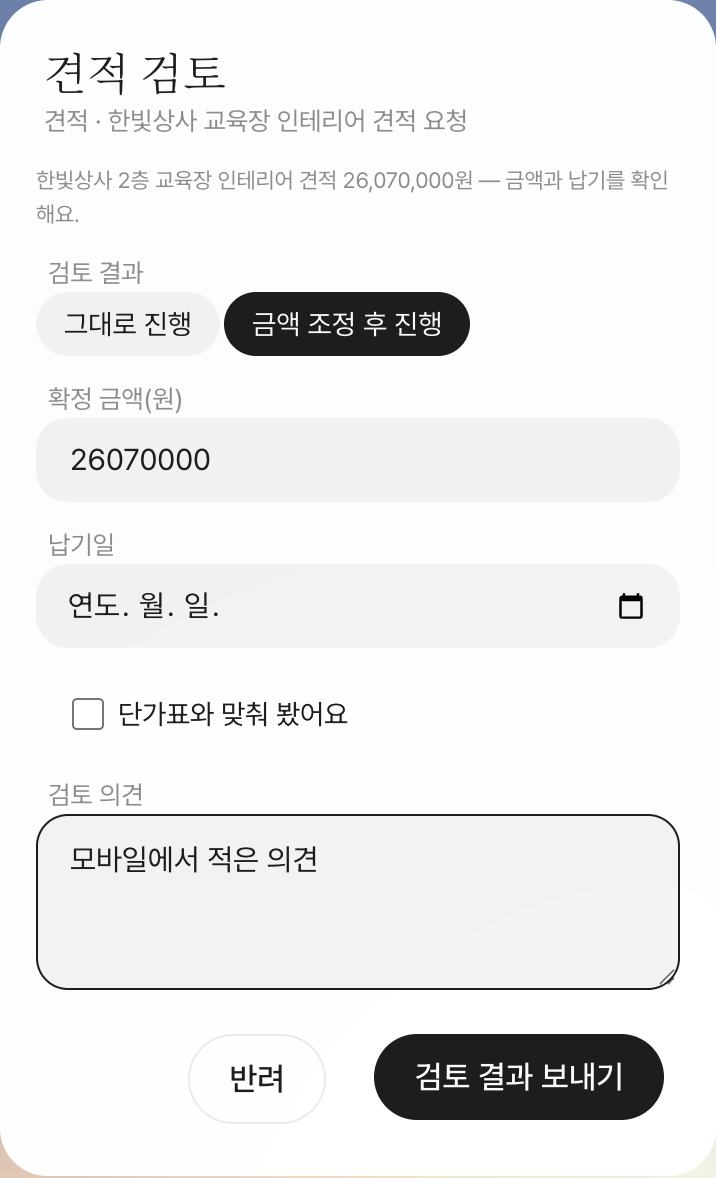 견적 검토
견적 · 한빛상사 교육장 인테리어 견적 요청
한빛상사 2층 교육장 인테리어 견적 26,070,000원 — 금액과 납기를 확인
해요.
검토 결과
그대로 진행 금액 조정 후 진행
확정 금액(원)
26070000
납기일
연도. 월. 일.
단가표와 맞춰 봤어요
검토 의견
모바일에서 적은 의견
반려 검토 결과 보내기